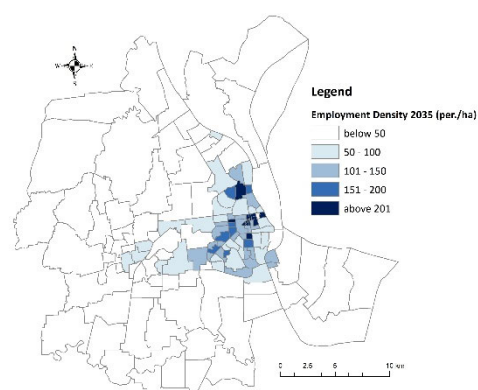 N
W E
S
Legend
Employment Density 2035 (per./ha)
below 50
50 - 100
101 - 150
151 - 200
above 201
0 2.5 5 10 km